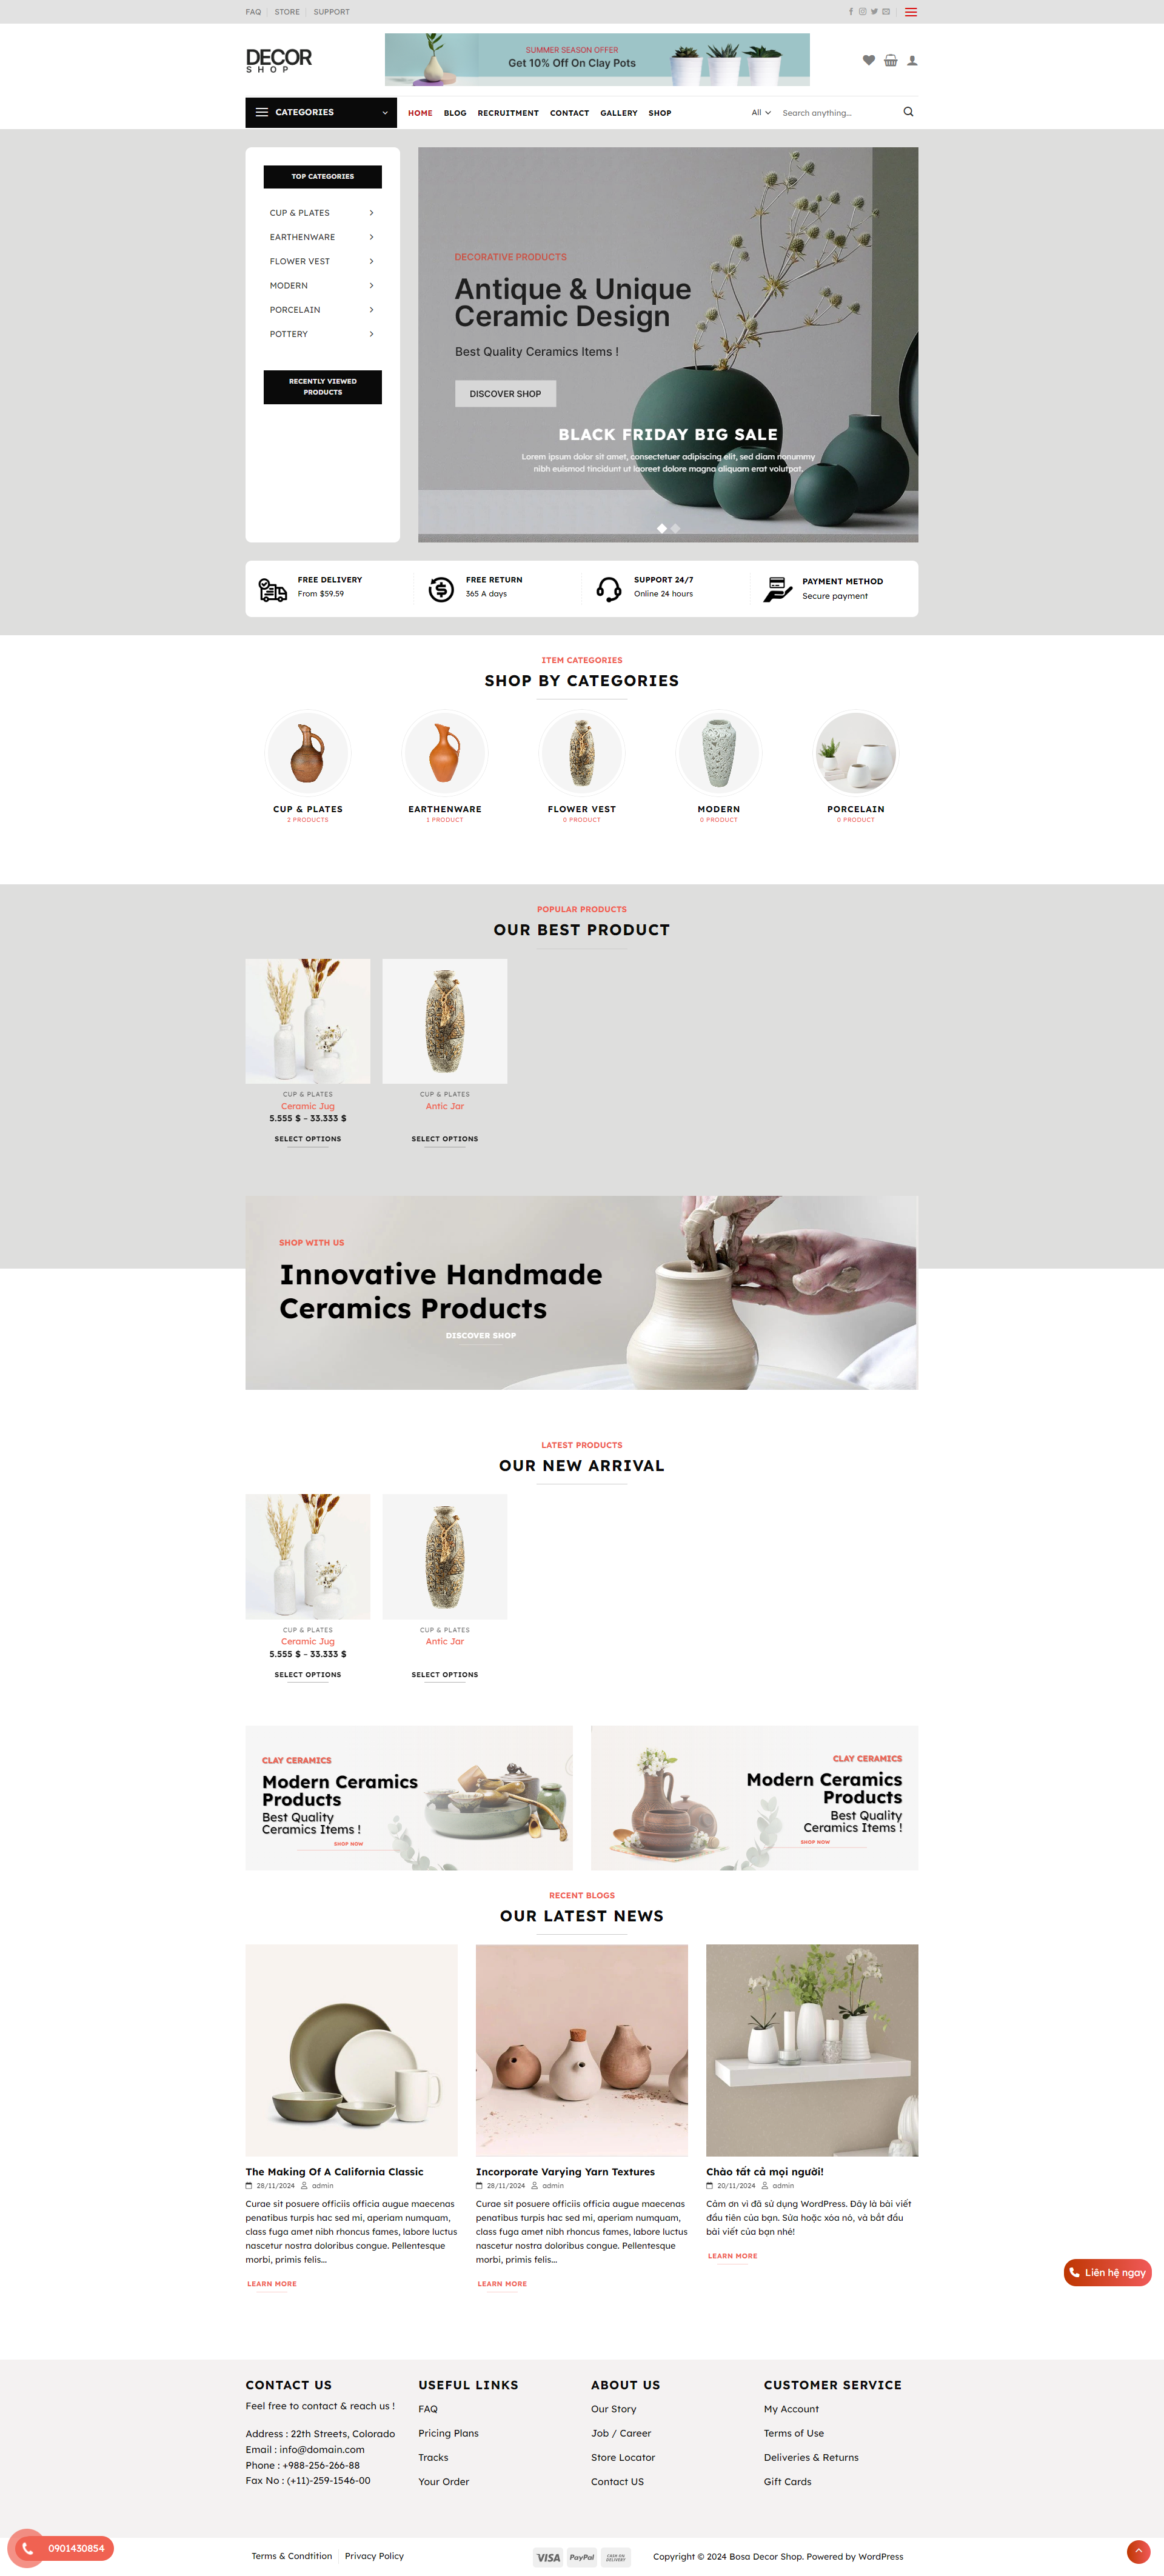 FAQ
STORE
SUPPORT
DECOR
SHOP
SUMMER SEASON OFFER
Get 10% Off On Clay Pots
CATEGORIES
HOME
BLOG
RECRUITMENT
CONTACT
GALLERY
SHOP
All
Search anything...
TOP CATEGORIES
CUP & PLATES
EARTHENWARE
FLOWER VEST
MODERN
PORCELAIN
POTTERY
RECENTLY VIEWED
PRODUCTS
DECORATIVE PRODUCTS
Antique & Unique
Ceramic Design
Best Quality Ceramics Items !
DISCOVER SHOP
BLACK FRIDAY BIG SALE
Lorem ipsum dolor sit amet, consectetuer adipiscing elit, sed diam nonummy
nibh euismod tincidunt ut laoreet dolore magna aliquam erat volutpat.
FREE DELIVERY
From $59.59
FREE RETURN
365 A days
SUPPORT 24/7
Online 24 hours
PAYMENT METHOD
Secure payment
ITEM CATEGORIES
SHOP BY CATEGORIES
CUP & PLATES
2 PRODUCTS
EARTHENWARE
1 PRODUCT
FLOWER VEST
0 PRODUCT
MODERN
0 PRODUCT
PORCELAIN
0 PRODUCT
POPULAR PRODUCTS
OUR BEST PRODUCT
CUP & PLATES
Ceramic Jug
5.555 $ – 33.333 $
SELECT OPTIONS
CUP & PLATES
Antic Jar
SELECT OPTIONS
SHOP WITH US
Innovative Handmade
Ceramics Products
DISCOVER SHOP
LATEST PRODUCTS
OUR NEW ARRIVAL
CUP & PLATES
Ceramic Jug
5.555 $ – 33.333 $
SELECT OPTIONS
CUP & PLATES
Antic Jar
SELECT OPTIONS
CLAY CERAMICS
Modern Ceramics
Products
Best Quality
Ceramics Items !
SHOP NOW
CLAY CERAMICS
Modern Ceramics
Products
Best Quality
Ceramics Items !
SHOP NOW
RECENT BLOGS
OUR LATEST NEWS
The Making Of A California Classic
28/11/2024 admin
Curae sit posuere officiis officia augue maecenas
penatibus turpis hac sed mi, aperiam numquam,
class fuga amet nibh rhoncus fames, labore luctus
nascetur nostra doloribus congue. Pellentesque
morbi, primis felis...
LEARN MORE
Incorporate Varying Yarn Textures
28/11/2024 admin
Curae sit posuere officiis officia augue maecenas
penatibus turpis hac sed mi, aperiam numquam,
class fuga amet nibh rhoncus fames, labore luctus
nascetur nostra doloribus congue. Pellentesque
morbi, primis felis...
LEARN MORE
Chào tất cả mọi người!
20/11/2024 admin
Cảm ơn vì đã sử dụng WordPress. Đây là bài viết
đầu tiên của bạn. Sửa hoặc xóa nó, và bắt đầu
bài viết của bạn nhé!
LEARN MORE
Liên hệ ngay
CONTACT US
Feel free to contact & reach us !
Address : 22th Streets, Colorado
Email : info@domain.com
Phone : +988-256-266-88
Fax No : (+11)-259-1546-00
USEFUL LINKS
FAQ
Pricing Plans
Tracks
Your Order
ABOUT US
Our Story
Job / Career
Store Locator
Contact US
CUSTOMER SERVICE
My Account
Terms of Use
Deliveries & Returns
Gift Cards
0901430854
Terms & Condtition
Privacy Policy
VISA
PayPal
CASH ON
DELIVERY
Copyright © 2024 Bosa Decor Shop. Powered by WordPress